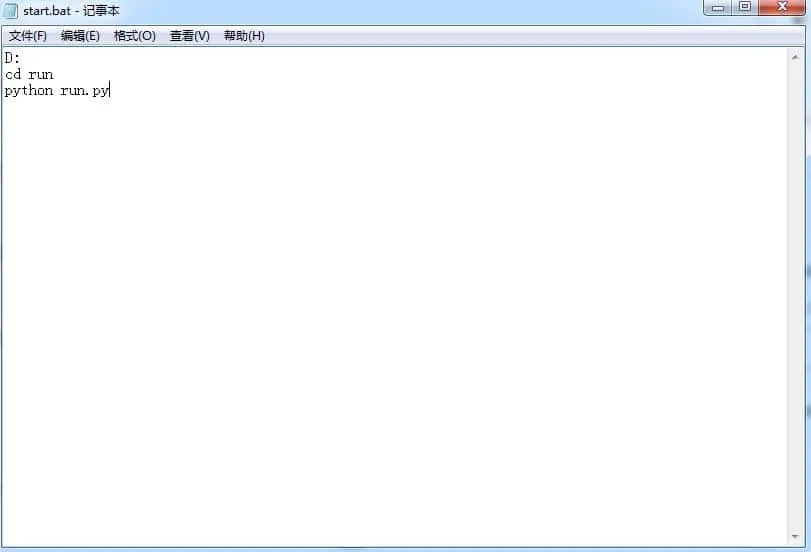 start.bat - 记事本
文件(F) 编辑(E) 格式(O) 查看(V) 帮助(H)
D:
cd run
python run.py